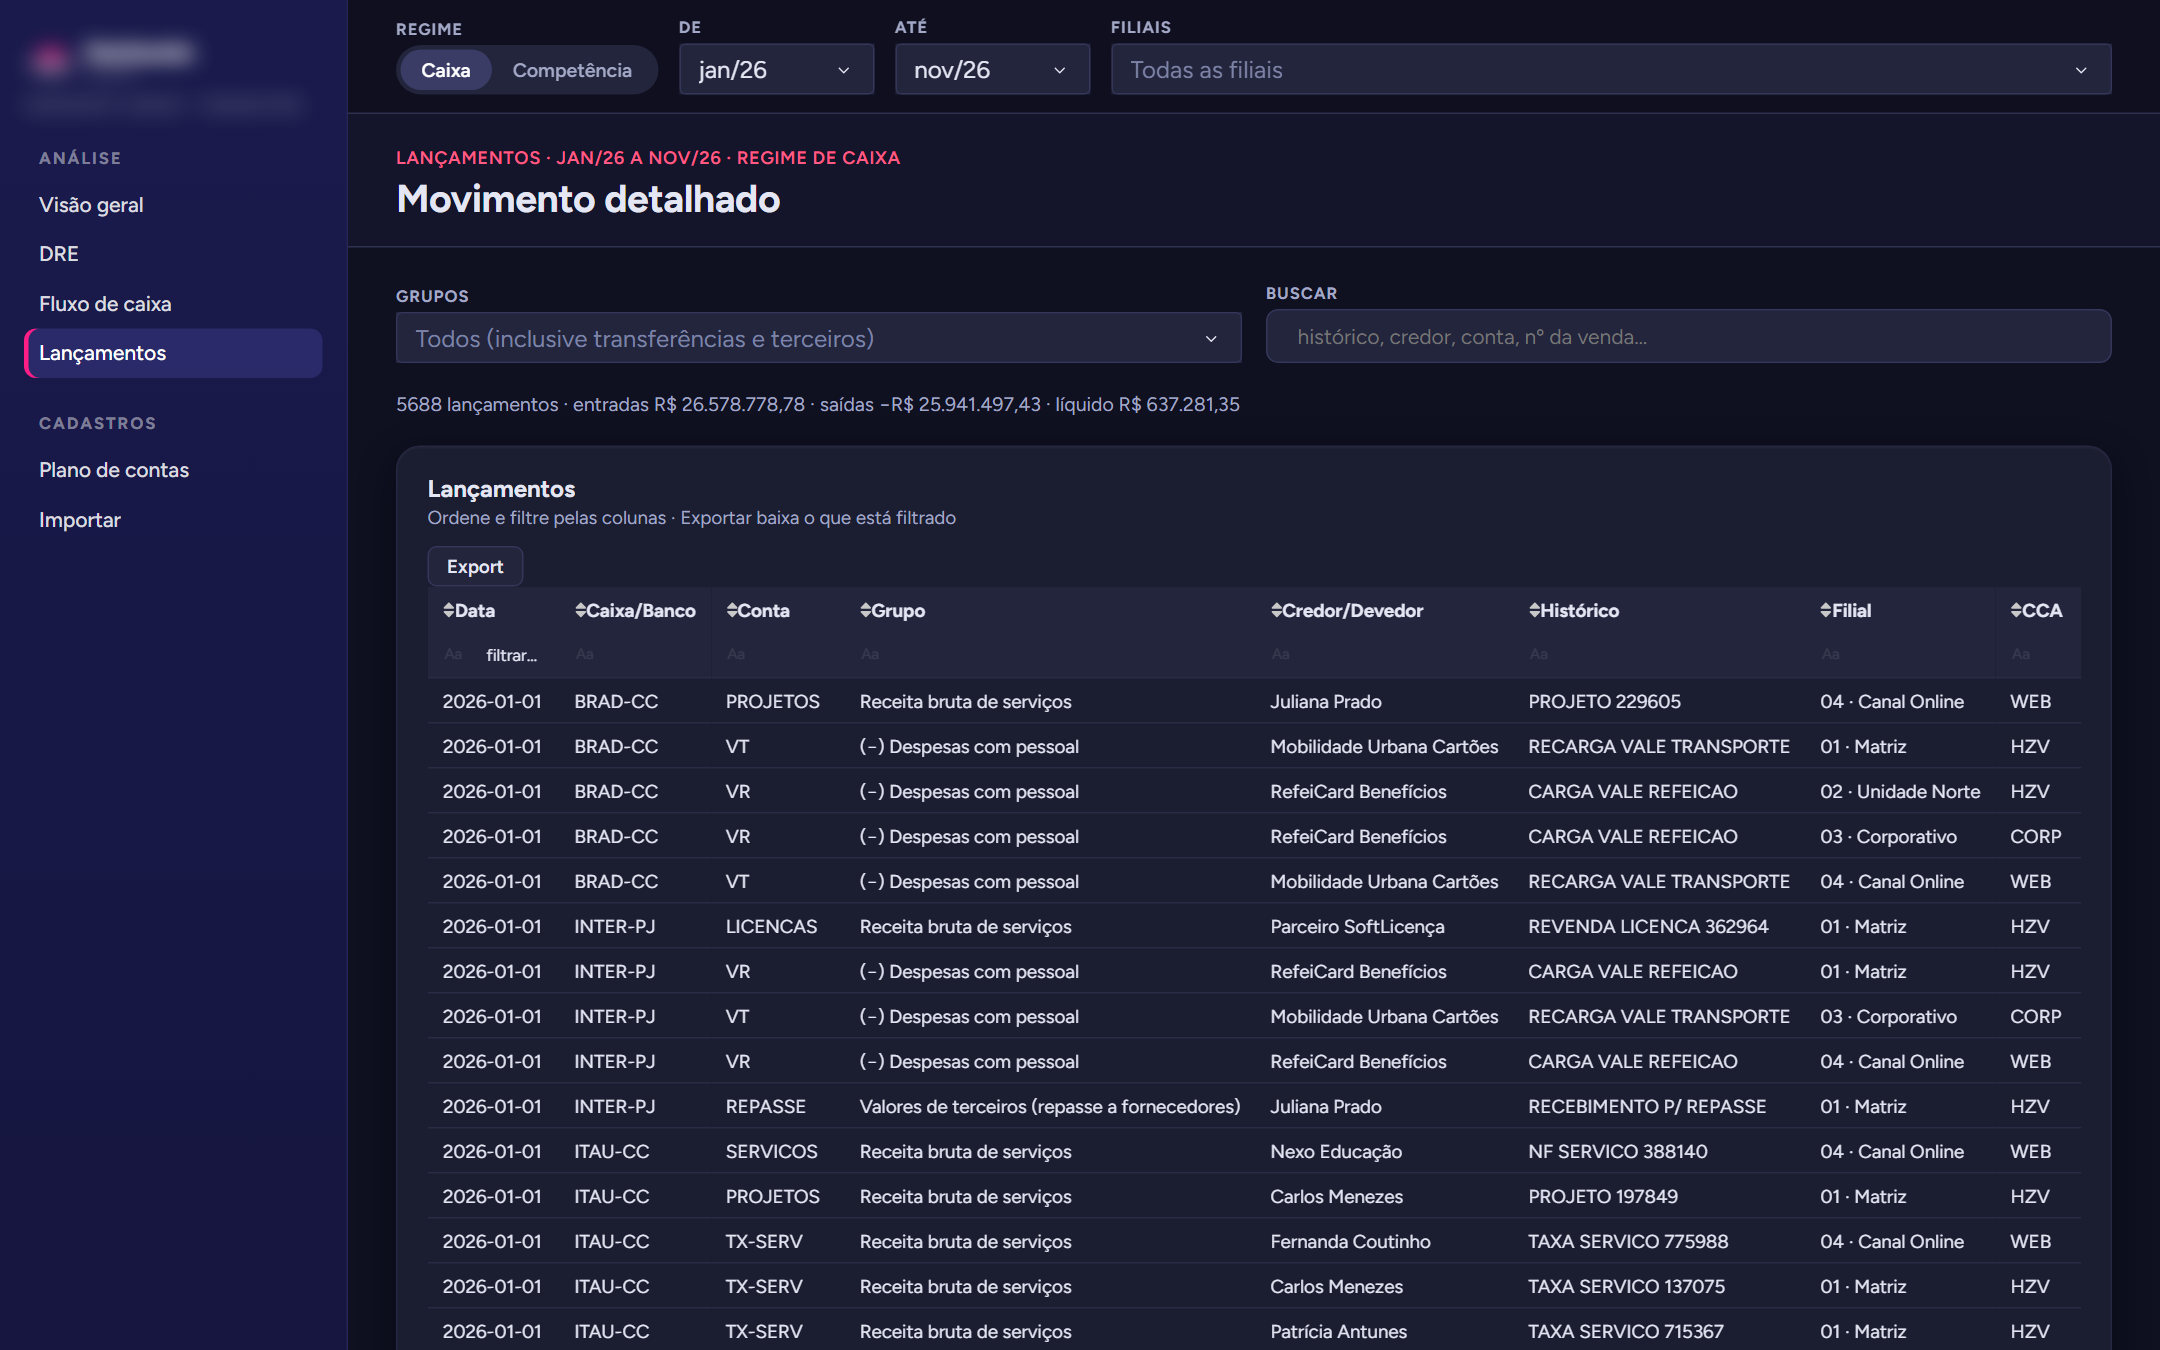 ANÁLISE
Visão geral
DRE
Fluxo de caixa
Lançamentos
CADASTROS
Plano de contas
Importar
REGIME DE ATÉ FILIAIS
Caixa Competência jan/26 nov/26 Todas as filiais
LANÇAMENTOS · JAN/26 A NOV/26 · REGIME DE CAIXA
Movimento detalhado
GRUPOS BUSCAR
Todos (inclusive transferências e terceiros) histórico, credor, conta, nº da venda...
5688 lançamentos · entradas R$ 26.578.778,78 · saídas −R$ 25.941.497,43 · líquido R$ 637.281,35
Lançamentos
Ordene e filtre pelas colunas · Exportar baixa o que está filtrado
Export
Data Caixa/Banco Conta Grupo Credor/Devedor Histórico Filial CCA
Aa filtrar... Aa Aa Aa Aa Aa Aa Aa
2026-01-01 BRAD-CC PROJETOS Receita bruta de serviços Juliana Prado PROJETO 229605 04 · Canal Online WEB
2026-01-01 BRAD-CC VT (−) Despesas com pessoal Mobilidade Urbana Cartões RECARGA VALE TRANSPORTE 01 · Matriz HZV
2026-01-01 BRAD-CC VR (−) Despesas com pessoal RefeiCard Benefícios CARGA VALE REFEICAO 02 · Unidade Norte HZV
2026-01-01 BRAD-CC VR (−) Despesas com pessoal RefeiCard Benefícios CARGA VALE REFEICAO 03 · Corporativo CORP
2026-01-01 BRAD-CC VT (−) Despesas com pessoal Mobilidade Urbana Cartões RECARGA VALE TRANSPORTE 04 · Canal Online WEB
2026-01-01 INTER-PJ LICENCAS Receita bruta de serviços Parceiro SoftLicença REVENDA LICENCA 362964 01 · Matriz HZV
2026-01-01 INTER-PJ VR (−) Despesas com pessoal RefeiCard Benefícios CARGA VALE REFEICAO 01 · Matriz HZV
2026-01-01 INTER-PJ VT (−) Despesas com pessoal Mobilidade Urbana Cartões RECARGA VALE TRANSPORTE 03 · Corporativo CORP
2026-01-01 INTER-PJ VR (−) Despesas com pessoal RefeiCard Benefícios CARGA VALE REFEICAO 04 · Canal Online WEB
2026-01-01 INTER-PJ REPASSE Valores de terceiros (repasse a fornecedores) Juliana Prado RECEBIMENTO P/ REPASSE 01 · Matriz HZV
2026-01-01 ITAU-CC SERVICOS Receita bruta de serviços Nexo Educação NF SERVICO 388140 04 · Canal Online WEB
2026-01-01 ITAU-CC PROJETOS Receita bruta de serviços Carlos Menezes PROJETO 197849 01 · Matriz HZV
2026-01-01 ITAU-CC TX-SERV Receita bruta de serviços Fernanda Coutinho TAXA SERVICO 775988 04 · Canal Online WEB
2026-01-01 ITAU-CC TX-SERV Receita bruta de serviços Carlos Menezes TAXA SERVICO 137075 01 · Matriz HZV
2026-01-01 ITAU-CC TX-SERV Receita bruta de serviços Patrícia Antunes TAXA SERVICO 715367 01 · Matriz HZV